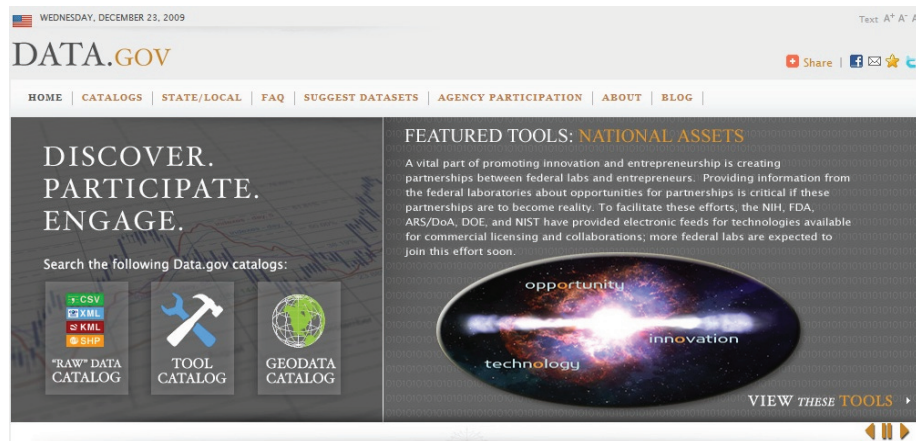 WEDNESDAY, DECEMBER 23, 2009
Text A+ A- A
DATA.GOV
Share |
HOME | CATALOGS | STATE/LOCAL | FAQ | SUGGEST DATASETS | AGENCY PARTICIPATION | ABOUT | BLOG |
DISCOVER.
PARTICIPATE.
ENGAGE.
Search the following Data.gov catalogs:
CSV
XML
KML
SHP
"RAW" DATA
CATALOG
TOOL
CATALOG
GEODATA
CATALOG
FEATURED TOOLS: NATIONAL ASSETS
A vital part of promoting innovation and entrepreneurship is creating
partnerships between federal labs and entrepreneurs. Providing information from
the federal laboratories about opportunities for partnerships is critical if these
partnerships are to become reality. To facilitate these efforts, the NIH, FDA,
ARS/DoA, DOE, and NIST have provided electronic feeds for technologies available
for commercial licensing and collaborations; more federal labs are expected to
join this effort soon.
opportunity
innovation
technology
VIEW THESE TOOLS